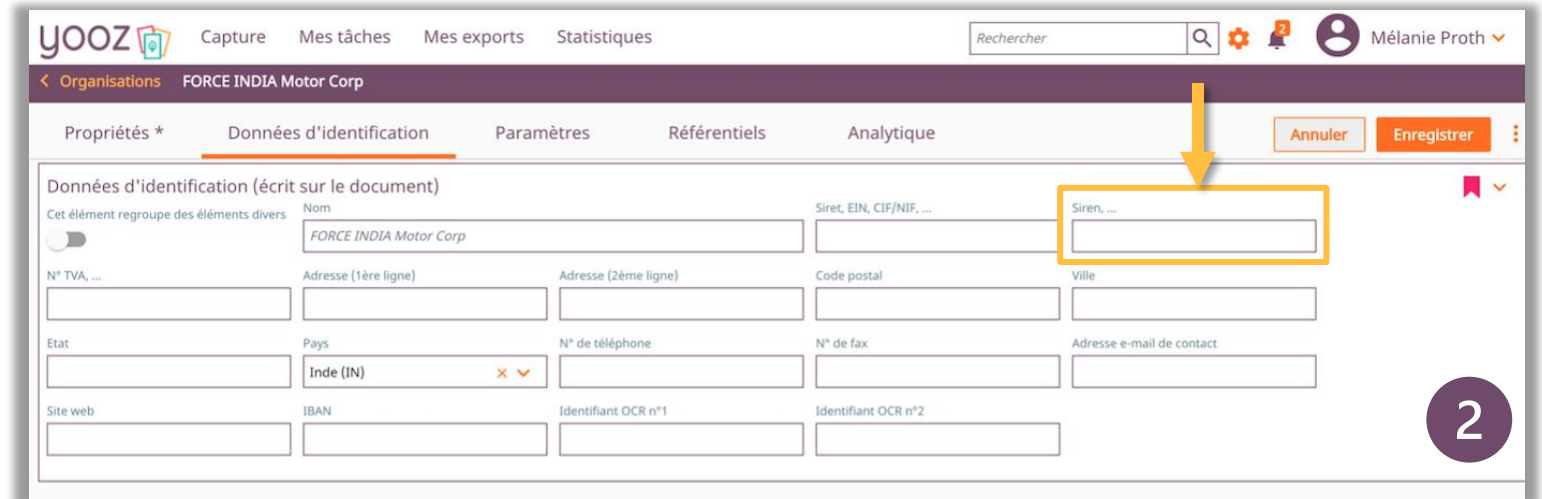 yooz Capture Mes tâches Mes exports Statistiques Rechercher 2 Mélanie Proth
< Organisations FORCE INDIA Motor Corp
Propriétés * Données d'identification Paramètres Référentiels Analytique Annuler Enregistrer
Données d'identification (écrit sur le document)
Cet élément regroupe des éléments divers Nom Siret, EIN, CIF/NIF, ... Siren, ...
FORCE INDIA Motor Corp
N° TVA, ... Adresse (1ère ligne) Adresse (2ème ligne) Code postal Ville
Etat Pays N° de téléphone N° de fax Adresse e-mail de contact
Inde (IN)
Site web IBAN Identifiant OCR n°1 Identifiant OCR n°2
2